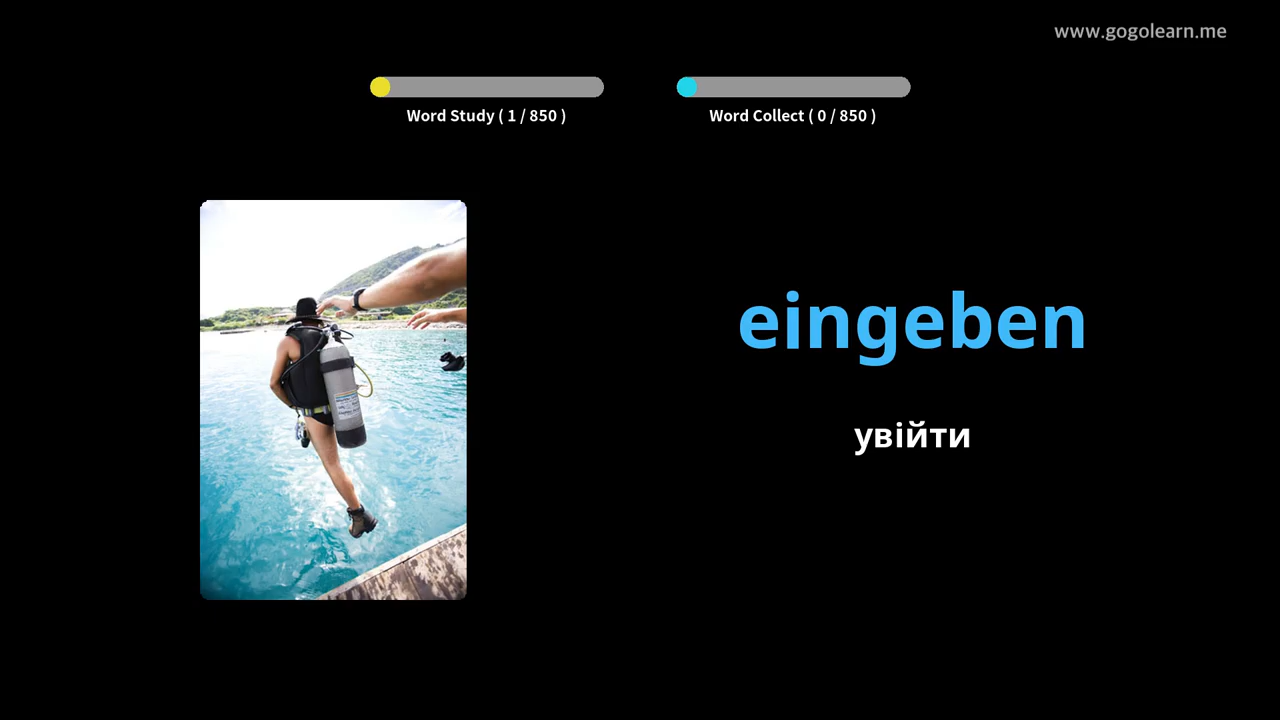 www.gogolearn.me
Word Study ( 1 / 850 )
Word Collect ( 0 / 850 )
eingeben
увійти